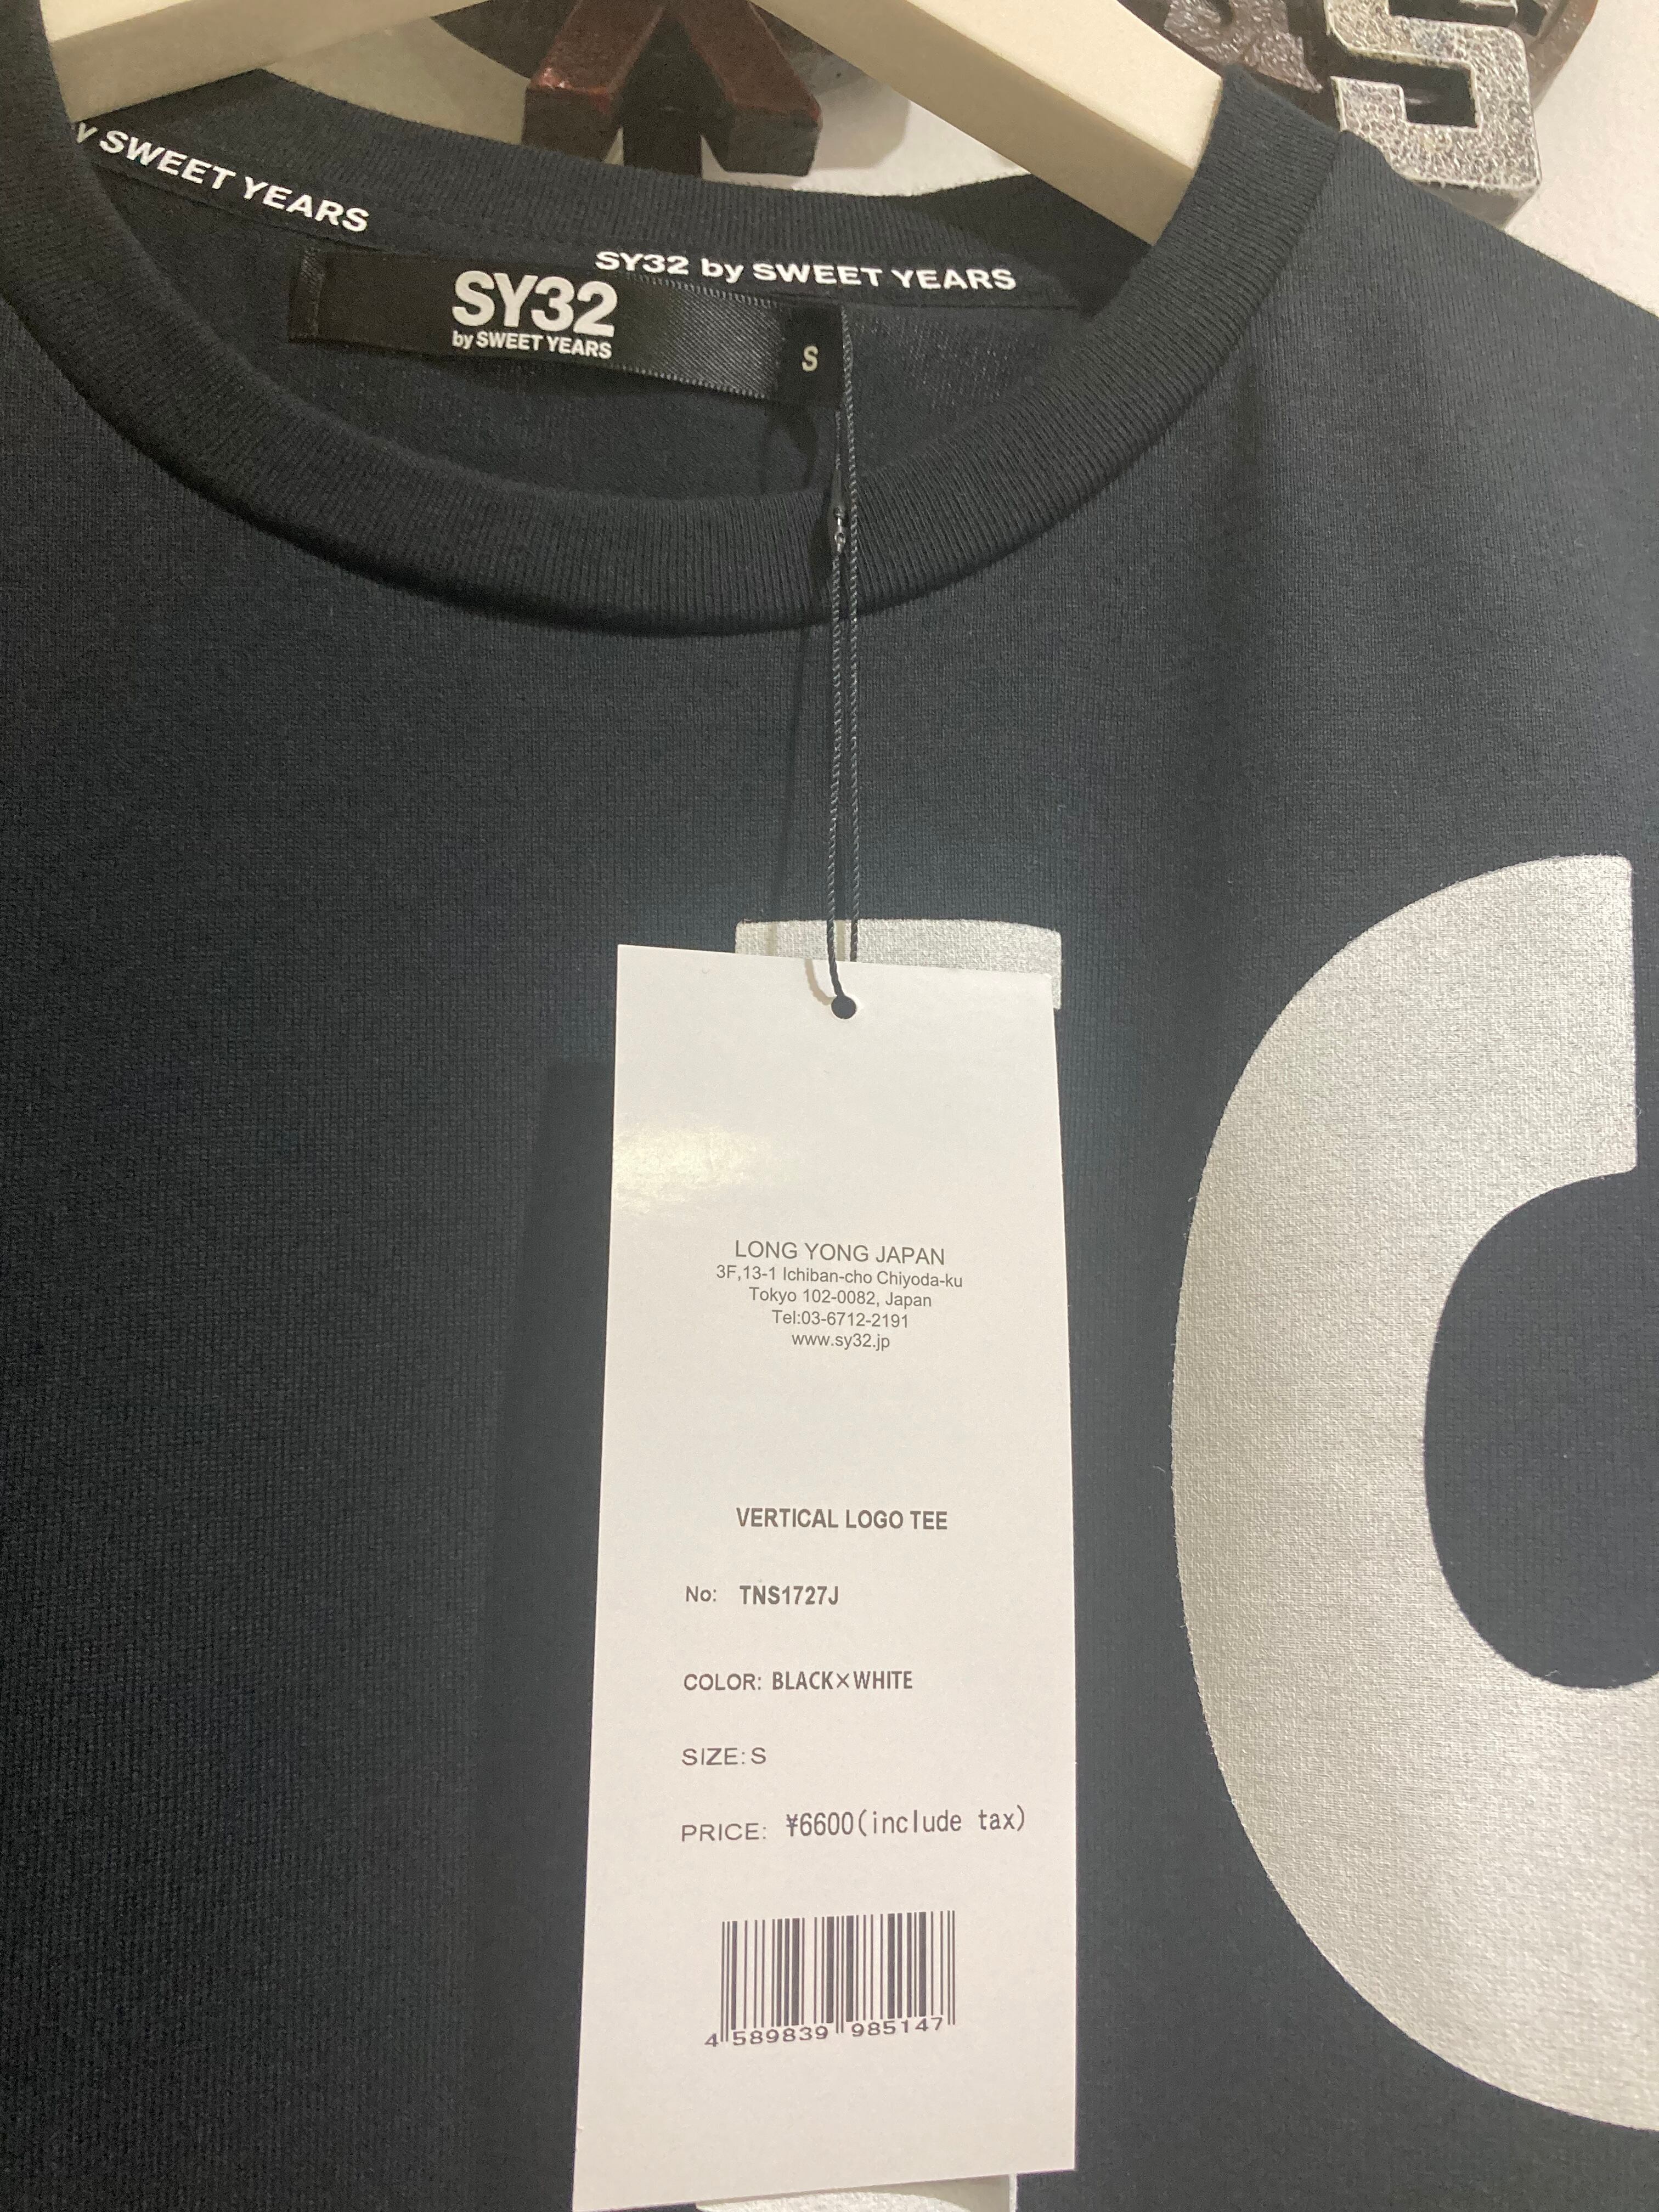 SWEET YEARS
SY32 by SWEET YEARS
SY32
by SWEET YEARS
S
LONG YONG JAPAN
3F,13-1 Ichiban-cho Chiyoda-ku
Tokyo 102-0082, Japan
Tel:03-6712-2191
www.sy32.jp
VERTICAL LOGO TEE
No: TNS1727J
COLOR: BLACK×WHITE
SIZE: S
PRICE: ¥6600(include tax)
4 589839 985147